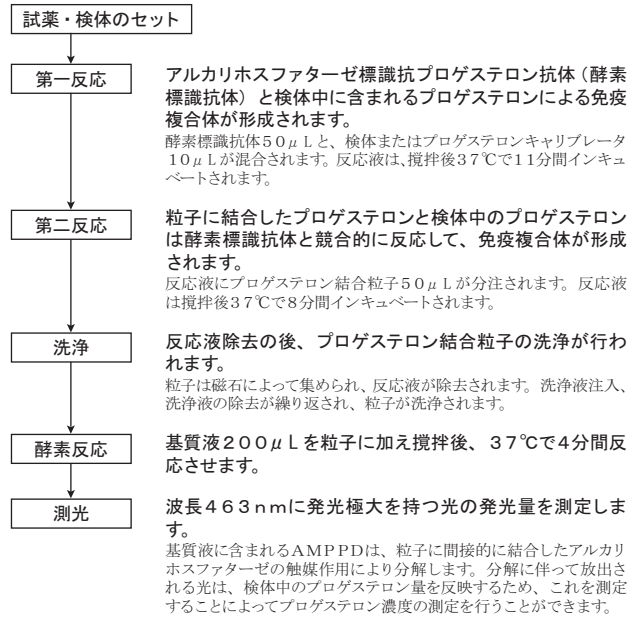 試薬・検体のセット
第一反応
アルカリホスファターゼ標識抗プロゲステロン抗体(酵素
標識抗体)と検体中に含まれるプロゲステロンによる免疫
複合体が形成されます。
酵素標識抗体50μLと、検体またはプロゲステロンキャリブレータ
10μLが混合されます。反応液は、撹拌後37℃で11分間インキュ
ベートされます。
第二反応
粒子に結合したプロゲステロンと検体中のプロゲステロン
は酵素標識抗体と競合的に反応して、免疫複合体が形成
されます。
反応液にプロゲステロン結合粒子50μLが分注されます。反応液
は撹拌後37℃で8分間インキュベートされます。
洗浄
反応液除去の後、プロゲステロン結合粒子の洗浄が行わ
れます。
粒子は磁石によって集められ、反応液が除去されます。洗浄液注入、
洗浄液の除去が繰り返され、粒子が洗浄されます。
酵素反応
基質液200μLを粒子に加え撹拌後、37℃で4分間反
応させます。
測光
波長463nmに発光極大を持つ光の発光量を測定しま
す。
基質液に含まれるAMPPDは、粒子に間接的に結合したアルカリ
ホスファターゼの触媒作用により分解します。分解に伴って放出さ
れる光は、検体中のプロゲステロン量を反映するため、これを測定
することによってプロゲステロン濃度の測定を行うことができます。